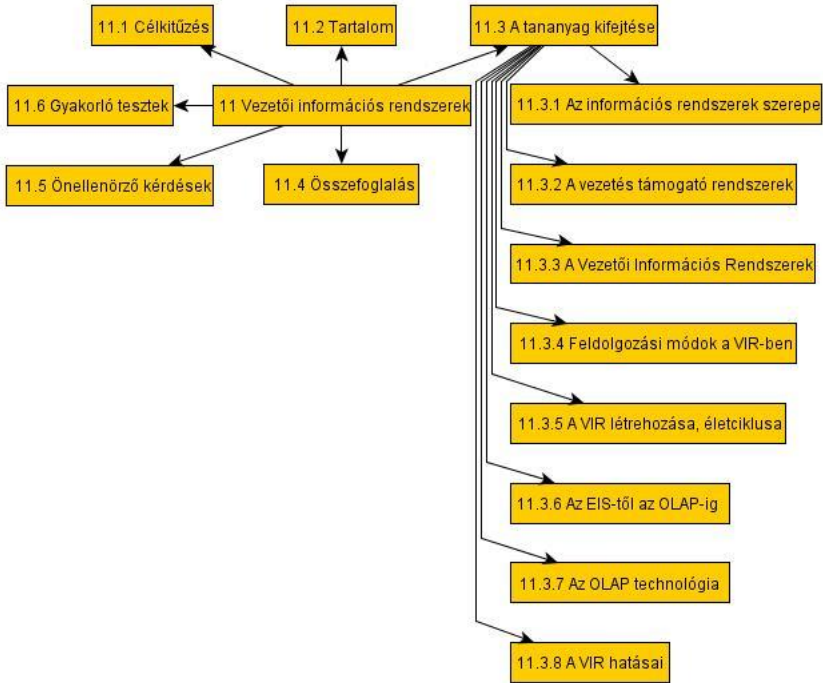 11.1 Célkitűzés
11.2 Tartalom
11.3 A tananyag kifejtése
11.6 Gyakorló tesztek
11 Vezetői információs rendszerek
11.3.1 Az információs rendszerek szerepe
11.5 Önellenörző kérdések
11.4 Összefoglalás
11.3.2 A vezetés támogató rendszerek
11.3.3 A Vezetői Információs Rendszerek
11.3.4 Feldolgozási módok a VIR-ben
11.3.5 A VIR létrehozása, életciklusa
11.3.6 Az EIS-től az OLAP-ig
11.3.7 Az OLAP technológia
11.3.8 A VIR hatásai